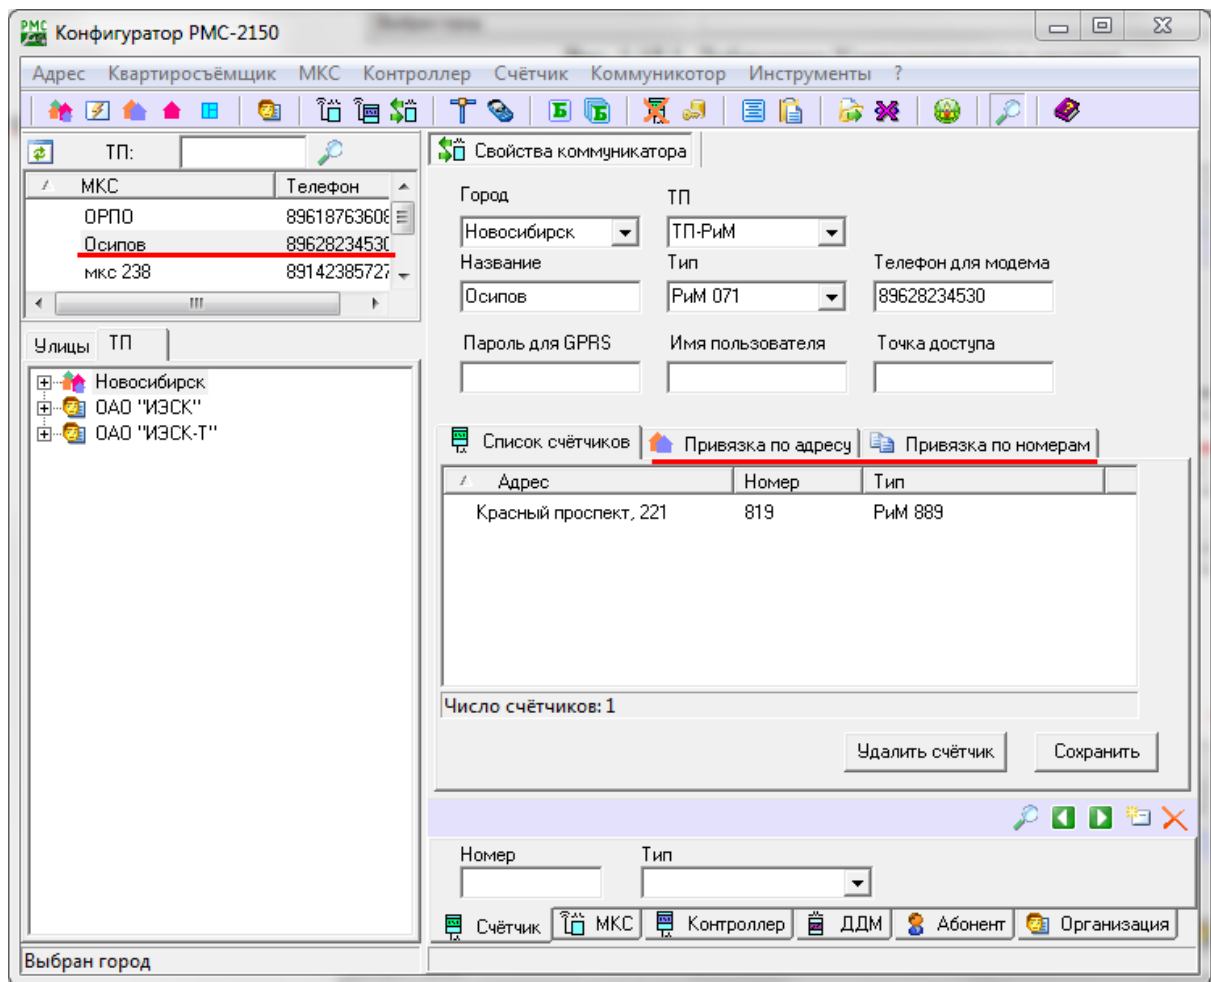 Конфигуратор РМС-2150
Адрес Квартиросъёмщик МКС Контроллер Счётчик Коммуникотор Инструменты ?
ТП:
МКС Телефон
ОРПО 89618763608
Осипов 89628234530
мкс 238 89142385727
Улицы ТП
Новосибирск
ОАО "ИЭСК"
ОАО "ИЭСК-Т"
Выбран город
Свойства коммуникатора
Город ТП
Новосибирск ТП-РиМ
Название Тип Телефон для модема
Осипов РиМ 071 89628234530
Пароль для GPRS Имя пользователя Точка доступа
Список счётчиков Привязка по адресу Привязка по номерам
Адрес Номер Тип
Красный проспект, 221 819 РиМ 889
Число счётчиков: 1
Удалить счётчик Сохранить
Номер Тип
Счётчик МКС Контроллер ДДМ Абонент Организация